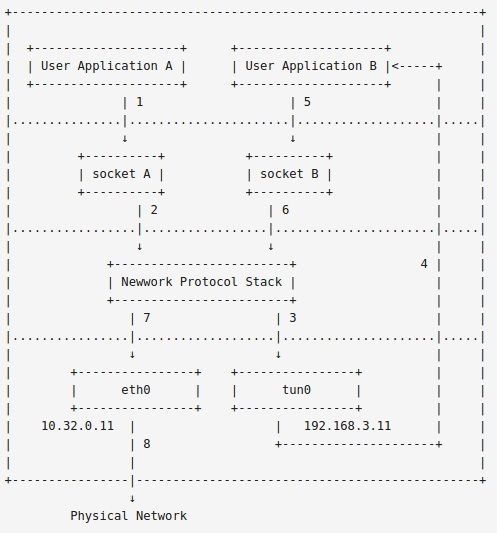 User Application A User Application B
1 5
socket A socket B
2 6
4
Newwork Protocol Stack
7 3
eth0 tun0
10.32.0.11 192.168.3.11
8
Physical Network